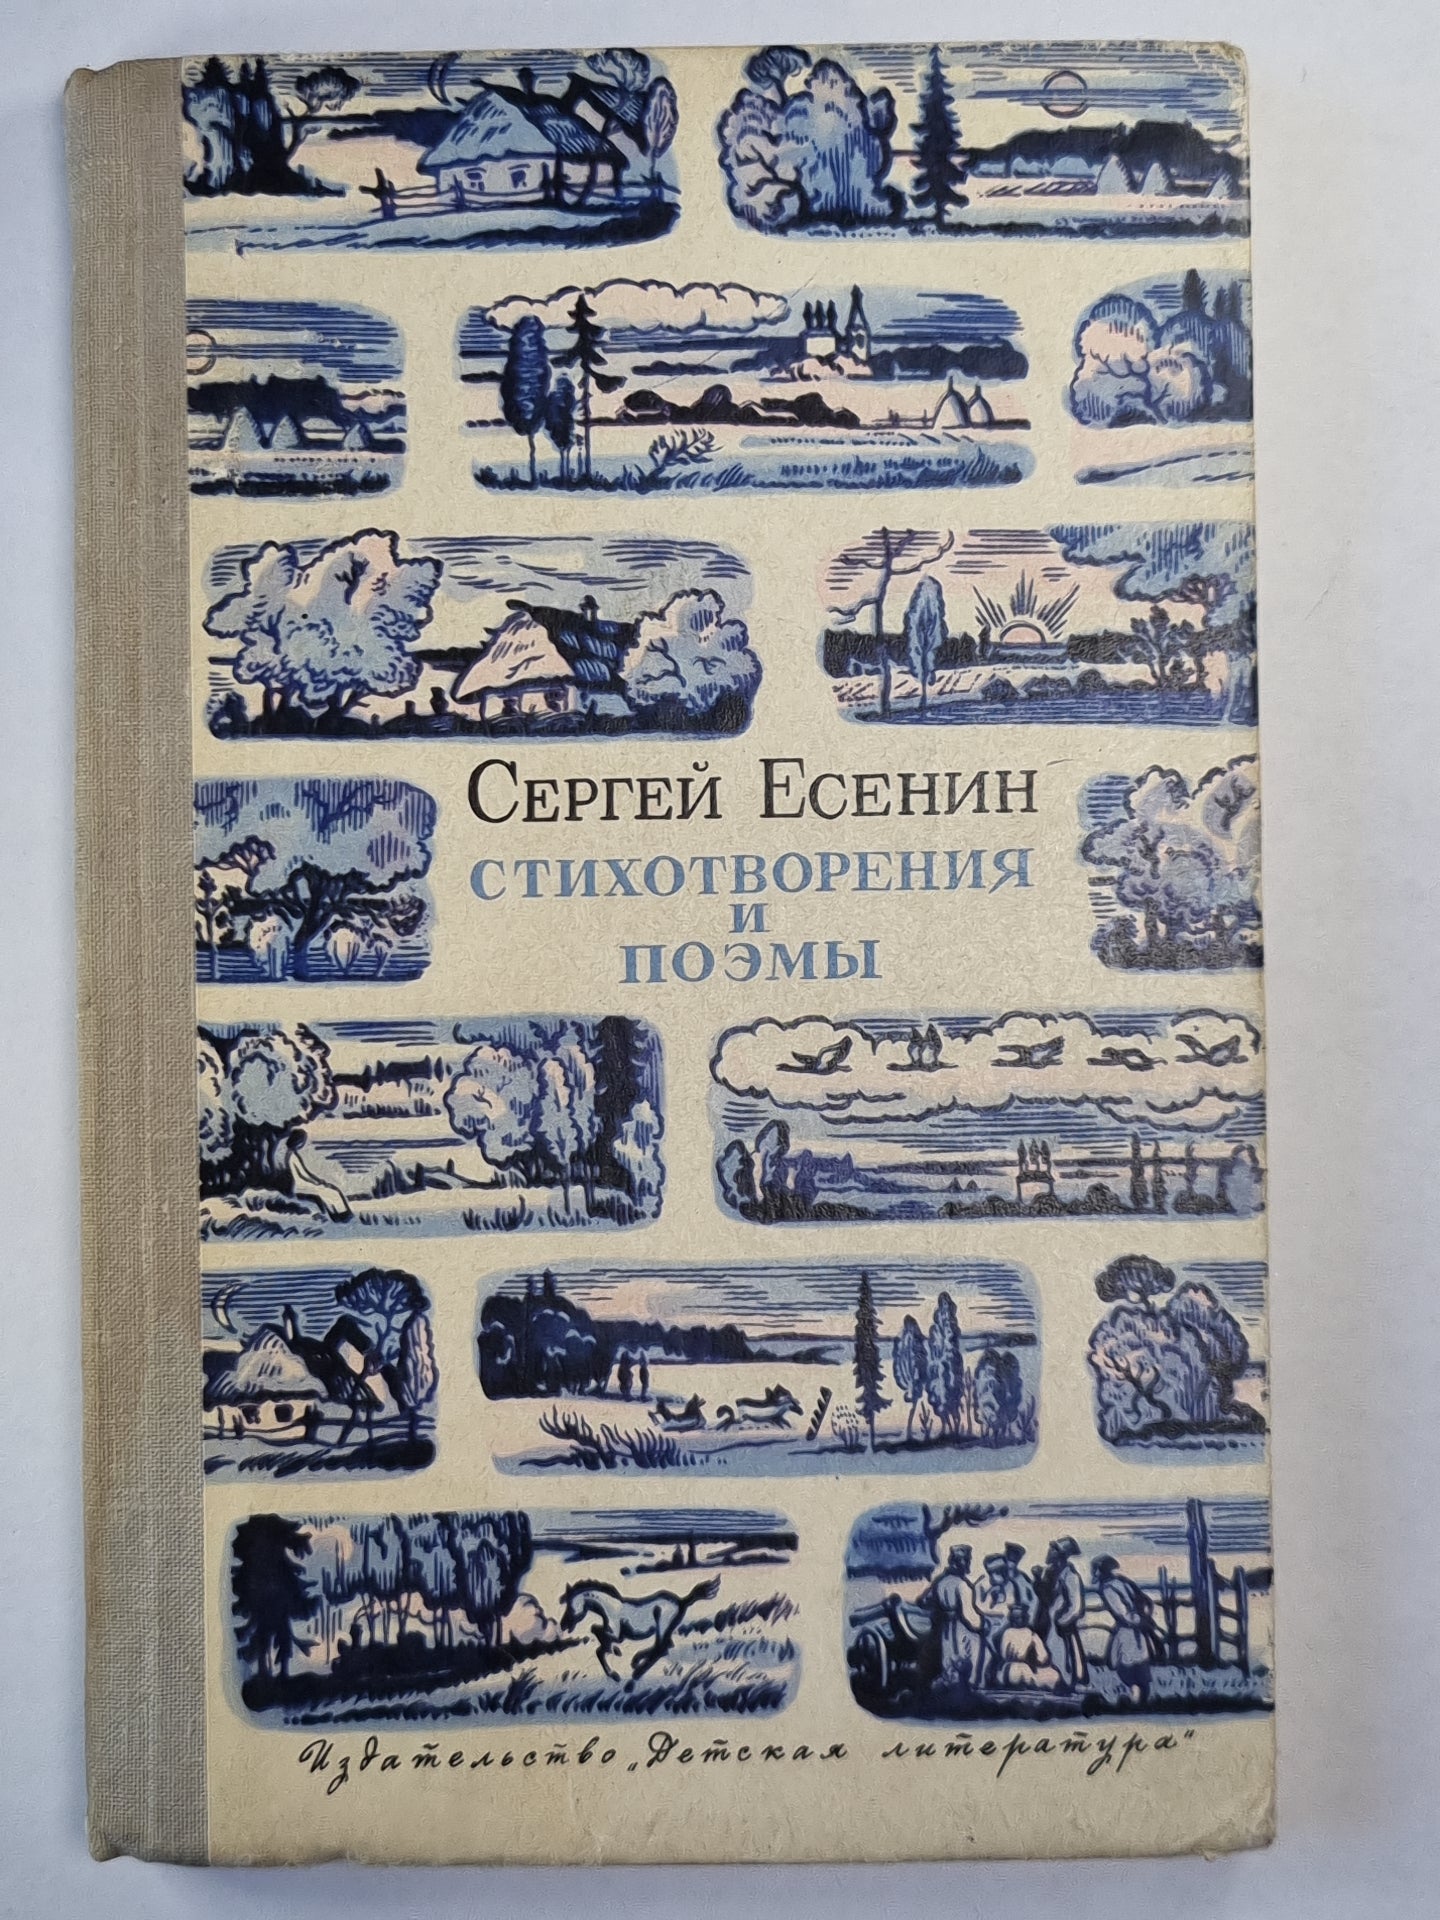 Сергей Есенин
СТИХОТВОРЕНИЯ
И
ПОЭМЫ
Издательство „Детская литература"